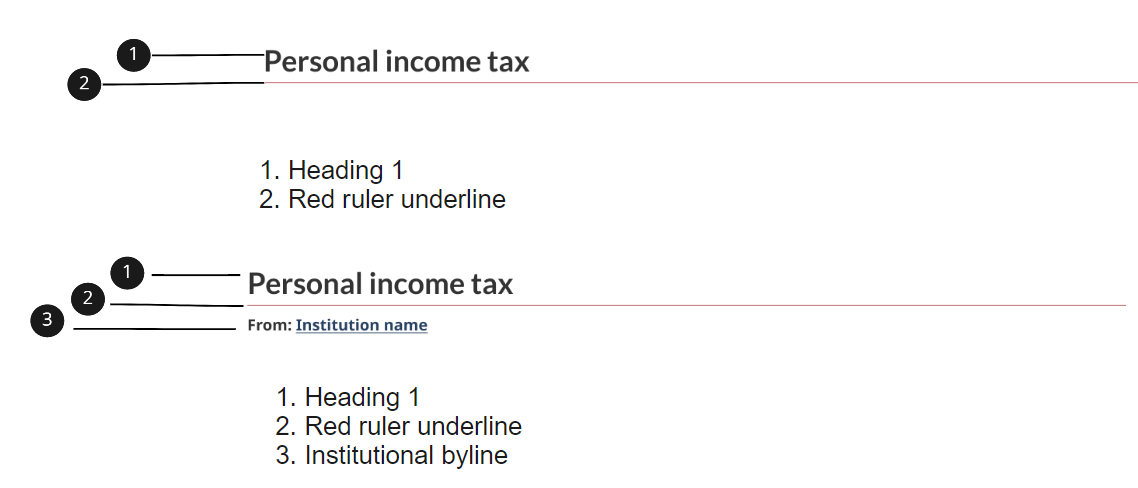 1
Personal income tax
2
1. Heading 1
2. Red ruler underline
1
Personal income tax
2
3
From: Institution name
1. Heading 1
2. Red ruler underline
3. Institutional byline